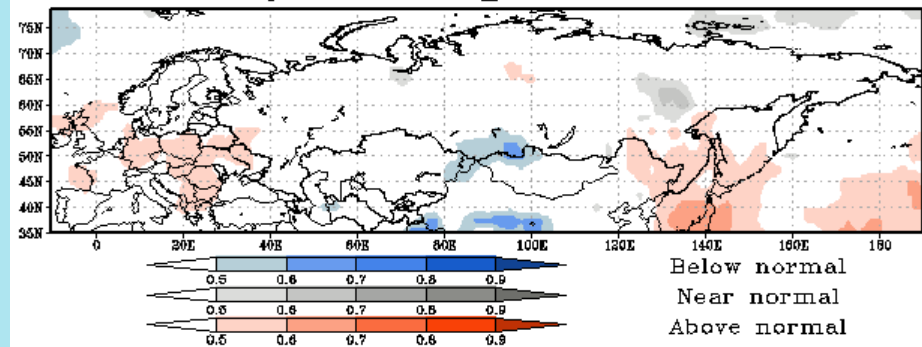 75N
70N
65N
60N
55N
50N
45N
40N
35N
0 20E 40E 60E 80E 100E 120E 140E 160E 180
0.5 0.6 0.7 0.8 0.9
Below normal
0.5 0.6 0.7 0.8 0.9
Near normal
0.5 0.6 0.7 0.8 0.9
Above normal